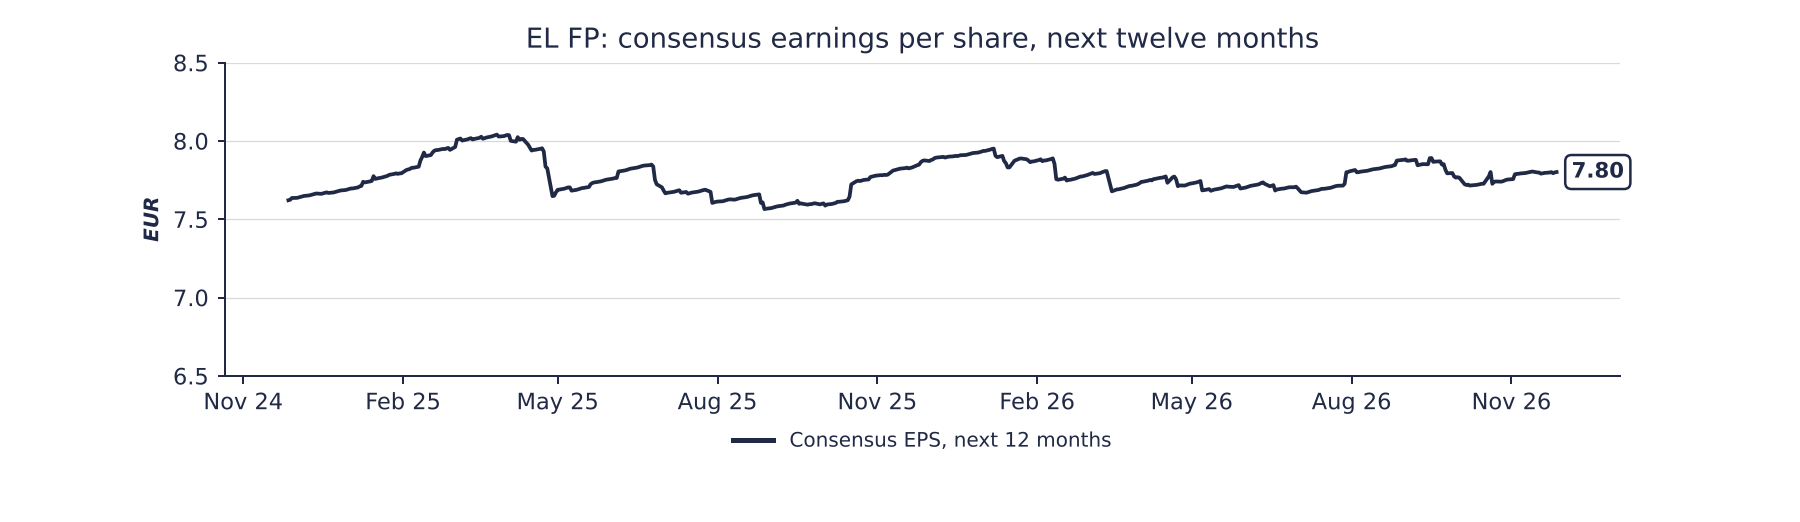 EL FP: consensus earnings per share, next twelve months
8.5
8.0
7.5
7.0
6.5
EUR
7.80
Nov 24 Feb 25 May 25 Aug 25 Nov 25 Feb 26 May 26 Aug 26 Nov 26
Consensus EPS, next 12 months